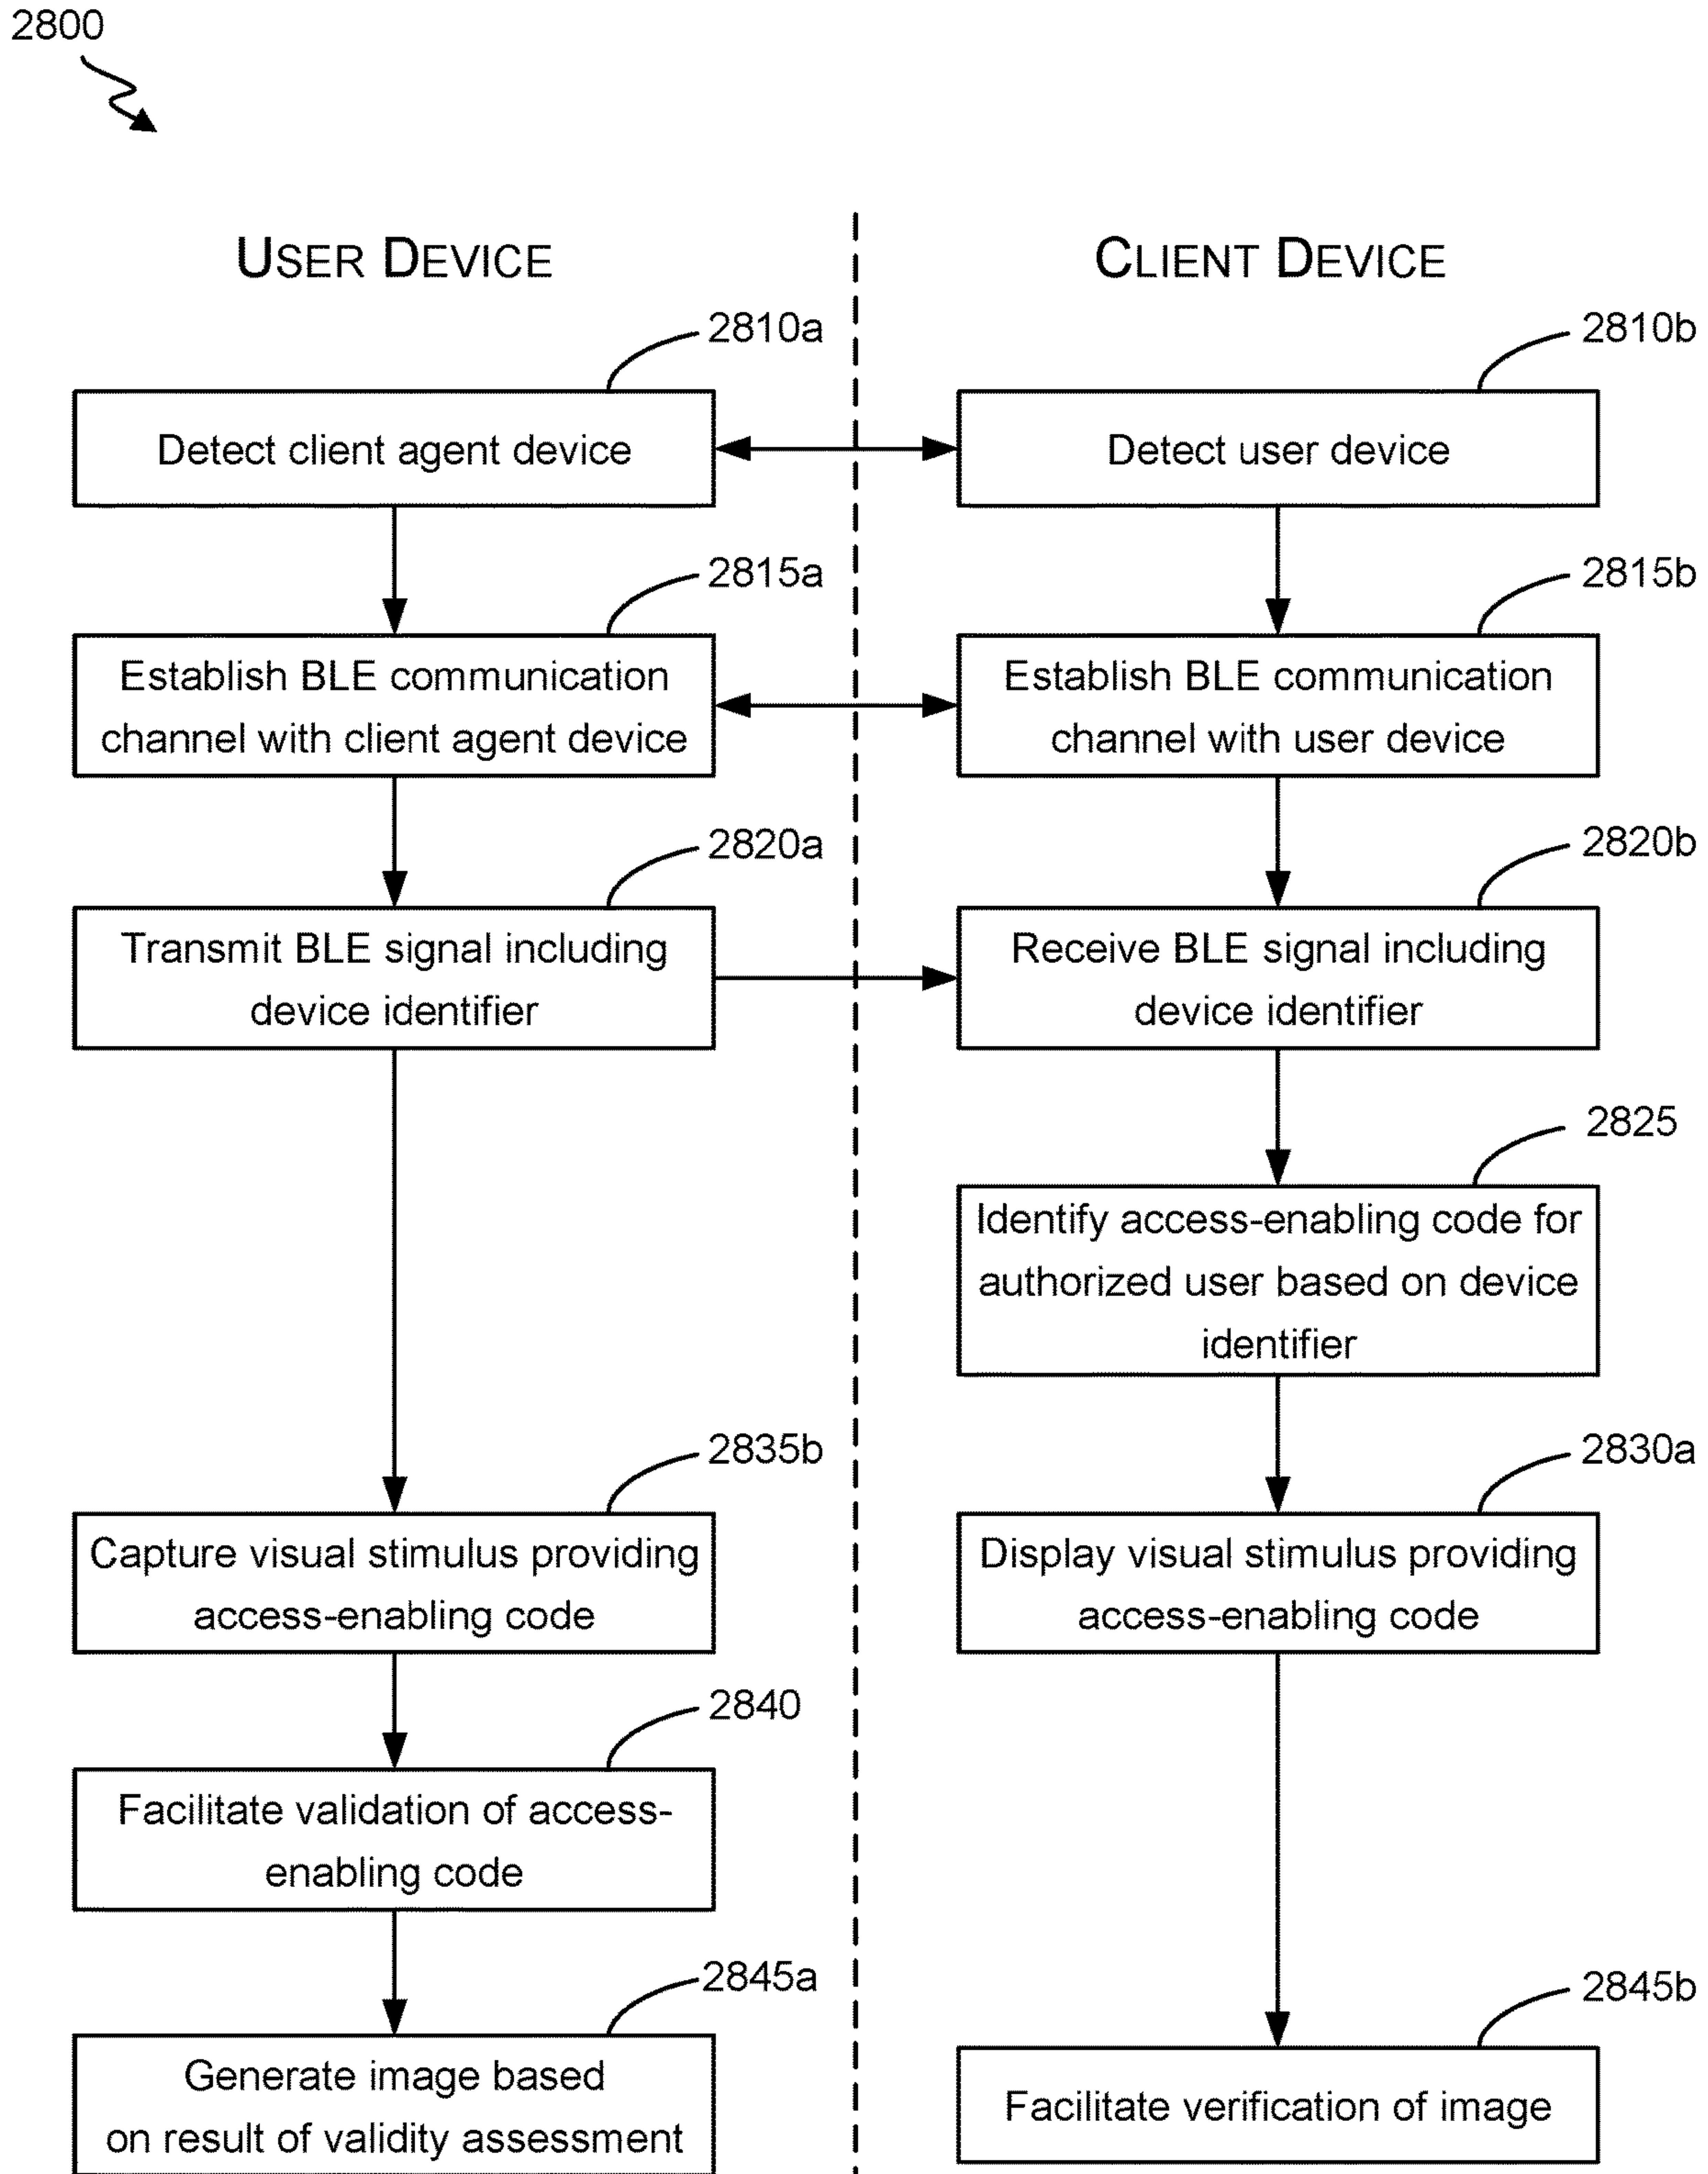 2800
USER DEVICE
CLIENT DEVICE
2810a
2810b
Detect client agent device
Detect user device
2815a
2815b
Establish BLE communication
channel with client agent device
Establish BLE communication
channel with user device
2820a
2820b
Transmit BLE signal including
device identifier
Receive BLE signal including
device identifier
2825
Identify access-enabling code for
authorized user based on device
identifier
2835b
2830a
Capture visual stimulus providing
access-enabling code
Display visual stimulus providing
access-enabling code
2840
Facilitate validation of access-
enabling code
2845a
2845b
Generate image based
on result of validity assessment
Facilitate verification of image